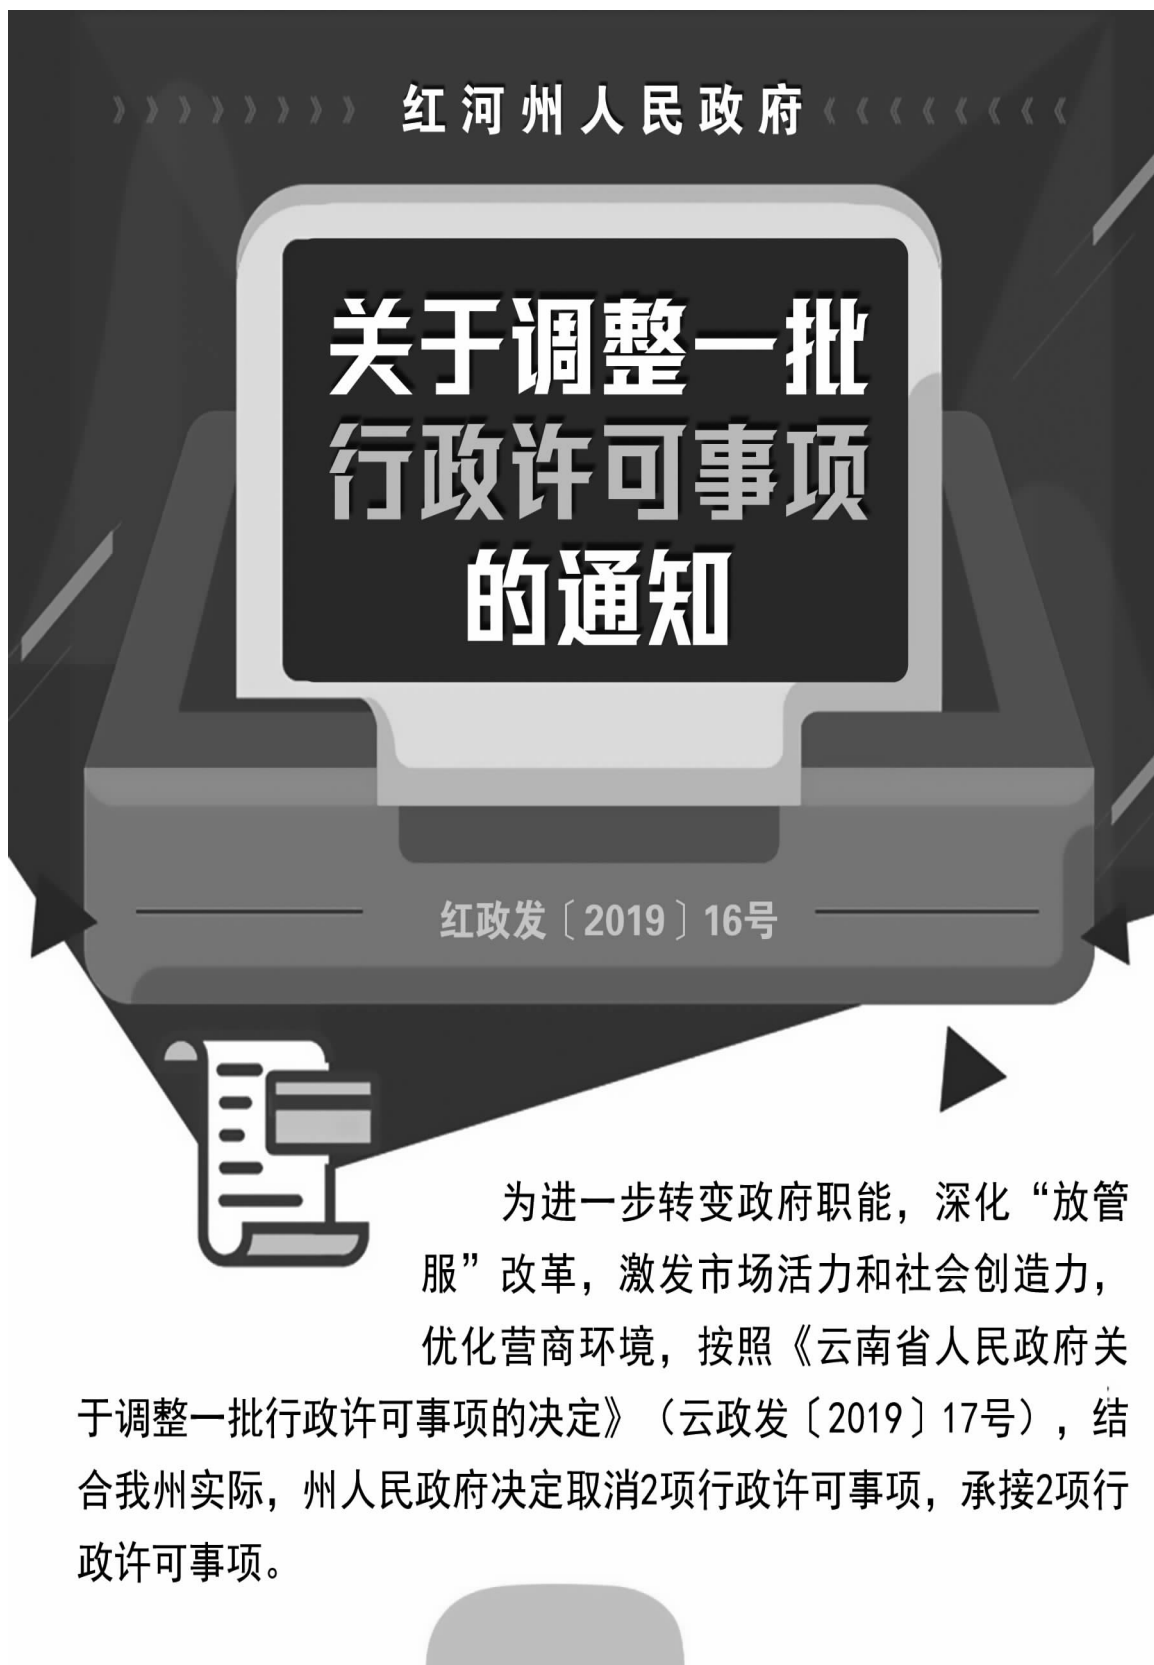 红河州人民政府
关于调整一批
行政许可事项
的通知
红政发〔2019〕16号
为进一步转变政府职能，深化“放管
服”改革，激发市场活力和社会创造力，
优化营商环境，按照《云南省人民政府关
于调整一批行政许可事项的决定》（云政发〔2019〕17号），结
合我州实际，州人民政府决定取消2项行政许可事项，承接2项行
政许可事项。